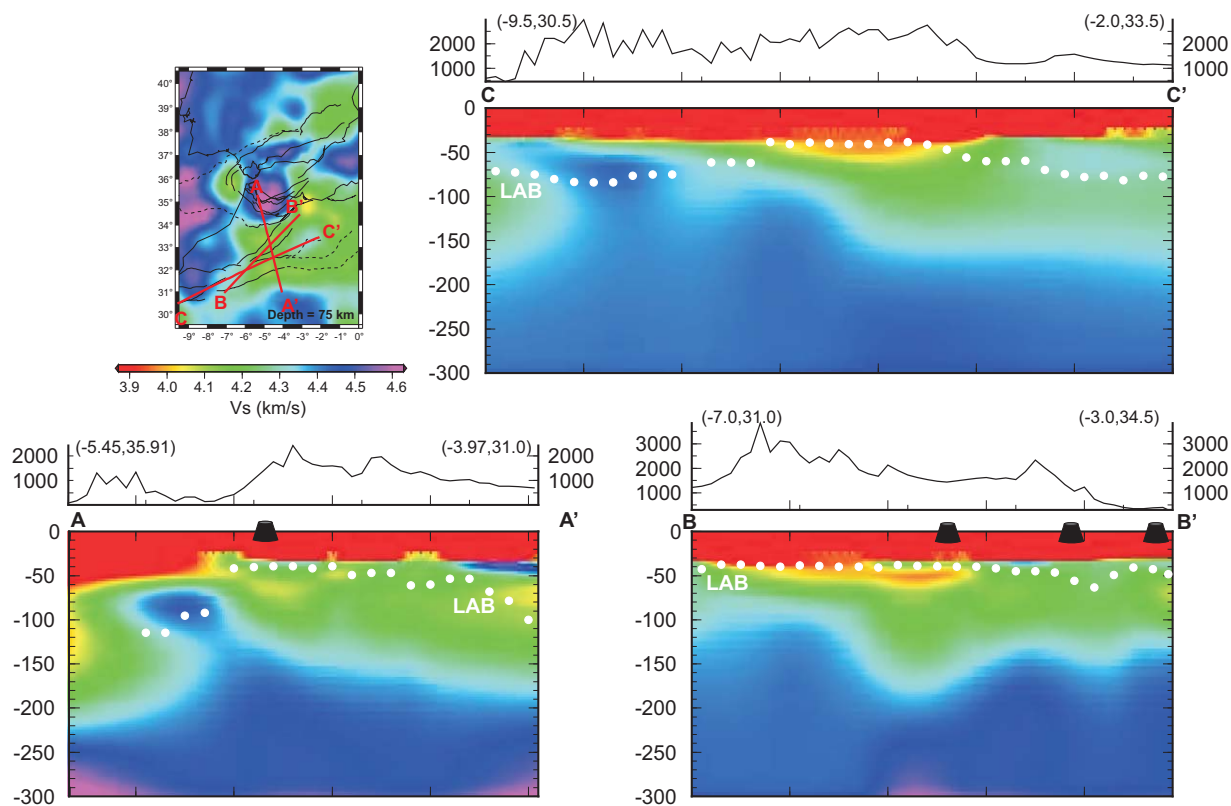 (-9.5,30.5) (-2.0,33.5)
2000 2000
1000 1000
C C'
0
-50
-100
-150
-200
-250
-300
LAB
40°
39°
38°
37°
36°
35°
34°
33°
32°
31°
30°
A
B'
C'
B
A'
C
Depth = 75 km
-9° -8° -7° -6° -5° -4° -3° -2° -1° 0°
3.9 4.0 4.1 4.2 4.3 4.4 4.5 4.6
Vs (km/s)
(-5.45,35.91) (-3.97,31.0)
2000 2000
1000 1000
A A'
0
-50
-100
-150
-200
-250
-300
LAB
(-7.0,31.0) (-3.0,34.5)
3000 3000
2000 2000
1000 1000
B B'
0
-50
-100
-150
-200
-250
-300
LAB